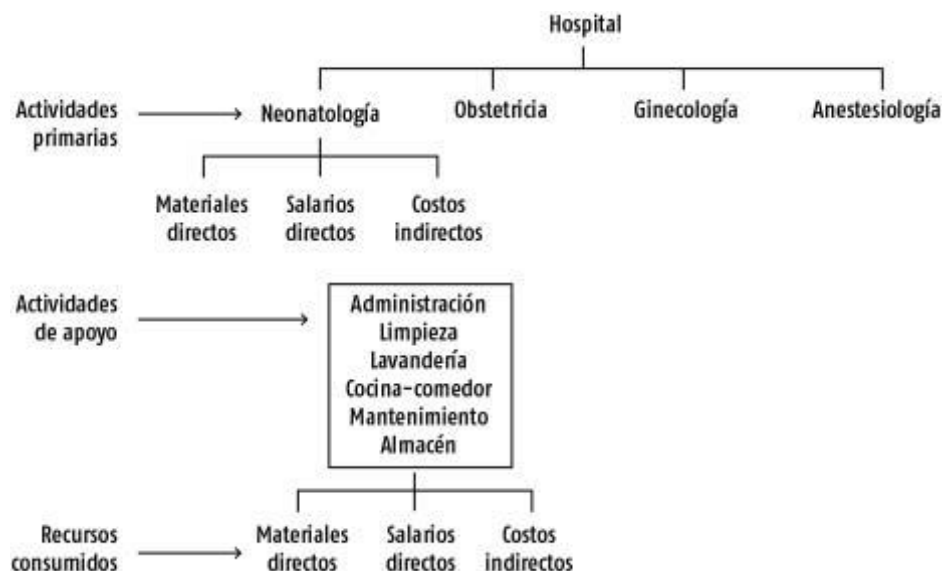 Hospital
Actividades
primarias
Neonatología
Obstetricia
Ginecología
Anestesiología
Materiales
directos
Salarios
directos
Costos
indirectos
Actividades
de apoyo
Administración
Limpieza
Lavandería
Cocina-comedor
Mantenimiento
Almacén
Recursos
consumidos
Materiales
directos
Salarios
directos
Costos
indirectos